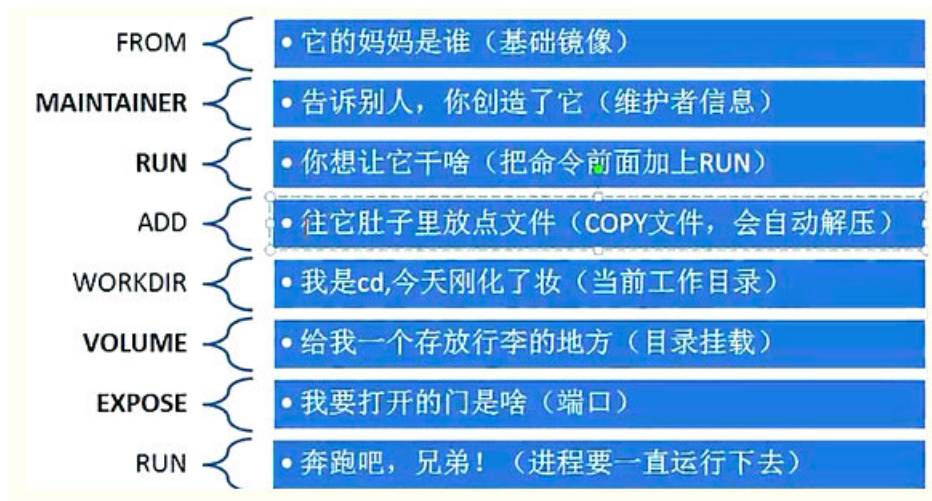 FROM
• 它的妈妈是谁（基础镜像）
MAINTAINER
• 告诉别人，你创造了它（维护者信息）
RUN
• 你想让它干啥（把命令前面加上RUN）
ADD
• 往它肚子里放点文件（COPY文件，会自动解压）
WORKDIR
• 我是cd,今天刚化了妆（当前工作目录）
VOLUME
• 给我一个存放行李的地方（目录挂载）
EXPOSE
• 我要打开的门是啥（端口）
RUN
• 奔跑吧，兄弟！（进程要一直运行下去）